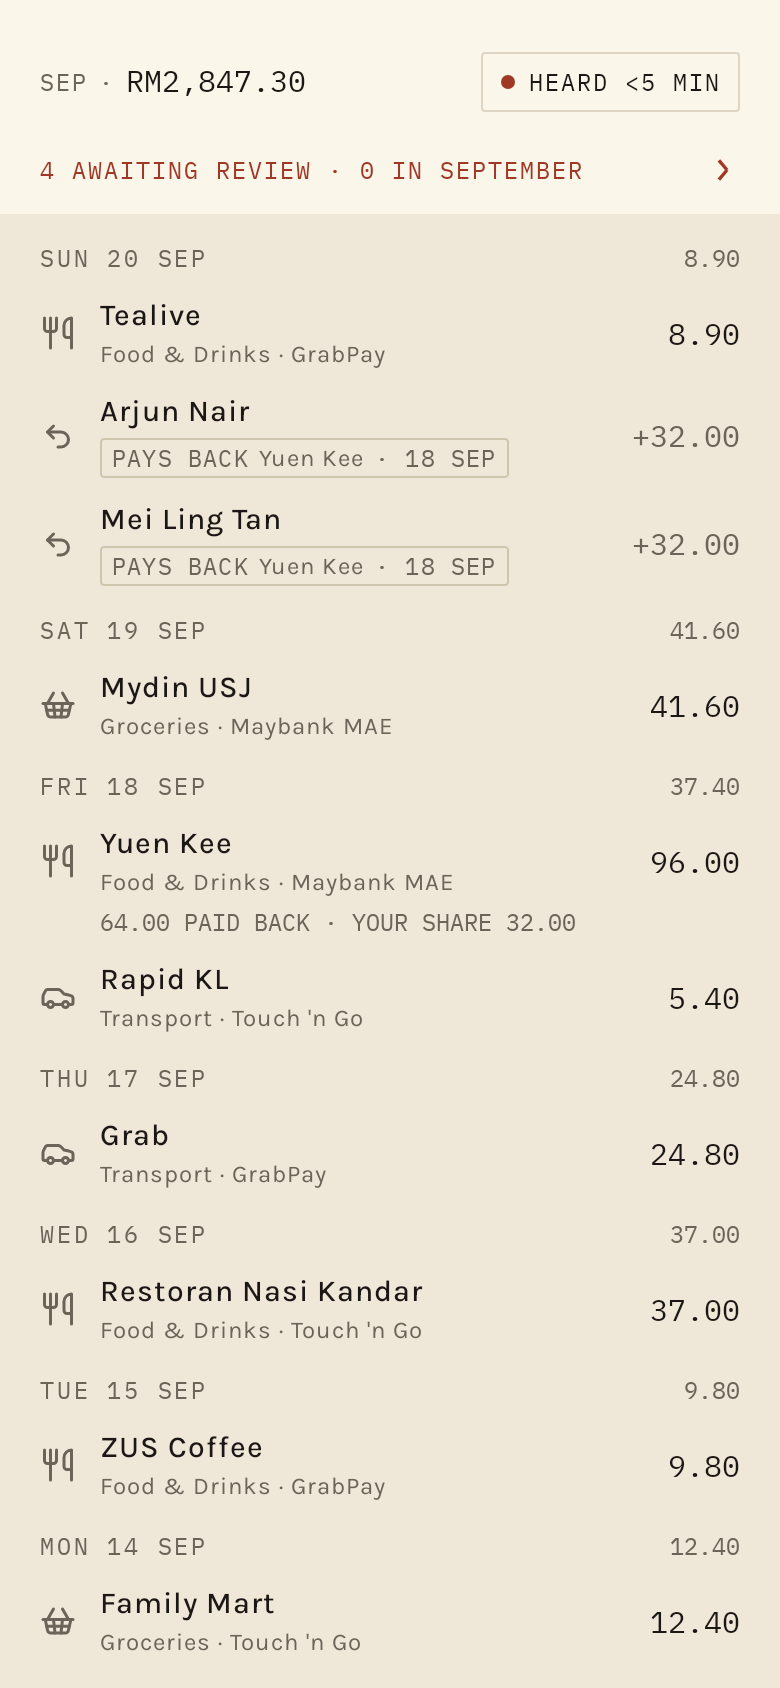 SEP · RM2,847.30
HEARD <5 MIN
4 AWAITING REVIEW · 0 IN SEPTEMBER
SUN 20 SEP 8.90
Tealive
Food & Drinks · GrabPay
8.90
Arjun Nair
PAYS BACK Yuen Kee · 18 SEP
+32.00
Mei Ling Tan
PAYS BACK Yuen Kee · 18 SEP
+32.00
SAT 19 SEP 41.60
Mydin USJ
Groceries · Maybank MAE
41.60
FRI 18 SEP 37.40
Yuen Kee
Food & Drinks · Maybank MAE
96.00
64.00 PAID BACK · YOUR SHARE 32.00
Rapid KL
Transport · Touch 'n Go
5.40
THU 17 SEP 24.80
Grab
Transport · GrabPay
24.80
WED 16 SEP 37.00
Restoran Nasi Kandar
Food & Drinks · Touch 'n Go
37.00
TUE 15 SEP 9.80
ZUS Coffee
Food & Drinks · GrabPay
9.80
MON 14 SEP 12.40
Family Mart
Groceries · Touch 'n Go
12.40